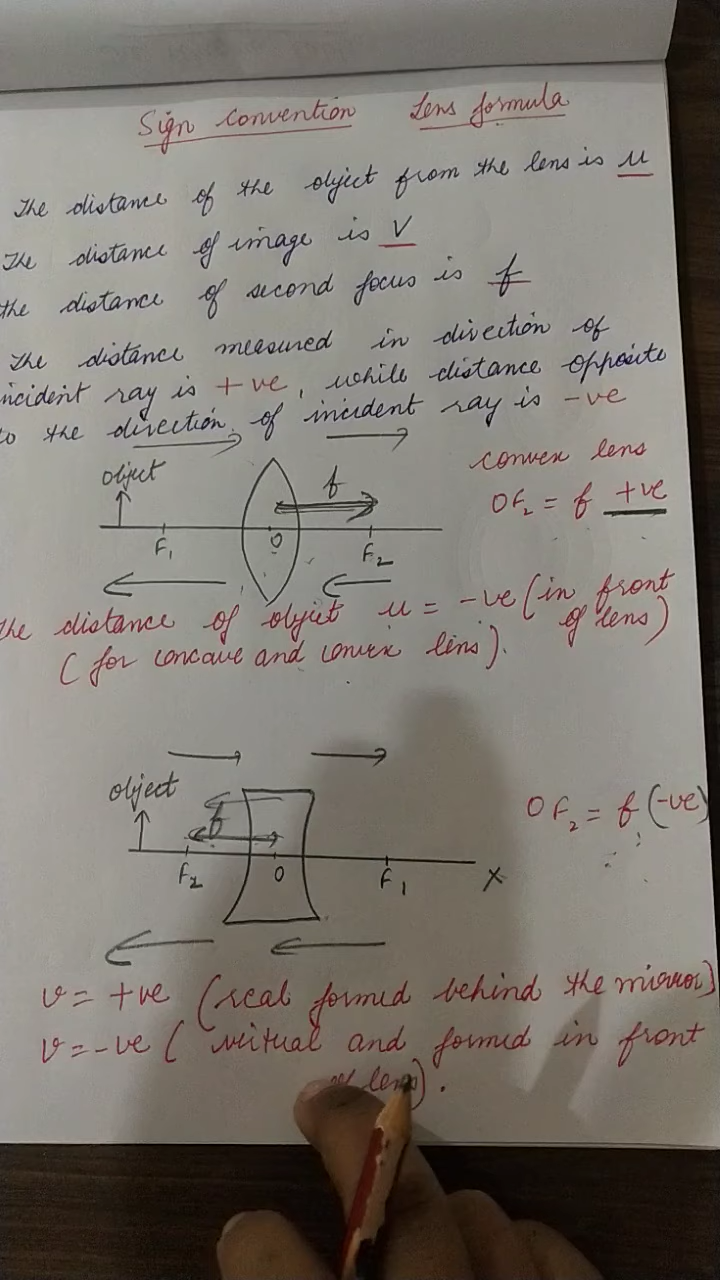 Sign convention Lens formula
The distance of the object from the lens is u
The distance of image is V
the distance of second focus is f
The distance measured in direction of
incident ray is +ve, while distance opposite
to the direction of incident ray is -ve
convex lens
object
f
OF₂ = f +ve
F₁ O F₂
The distance of object u = -ve (in front
of lens)
(for concave and convex lens).
object
f
OF₂ = f (-ve)
F₂ O F₁ X
v = +ve (real formed behind the mirror)
v = -ve (virtual and formed in front
of lens).